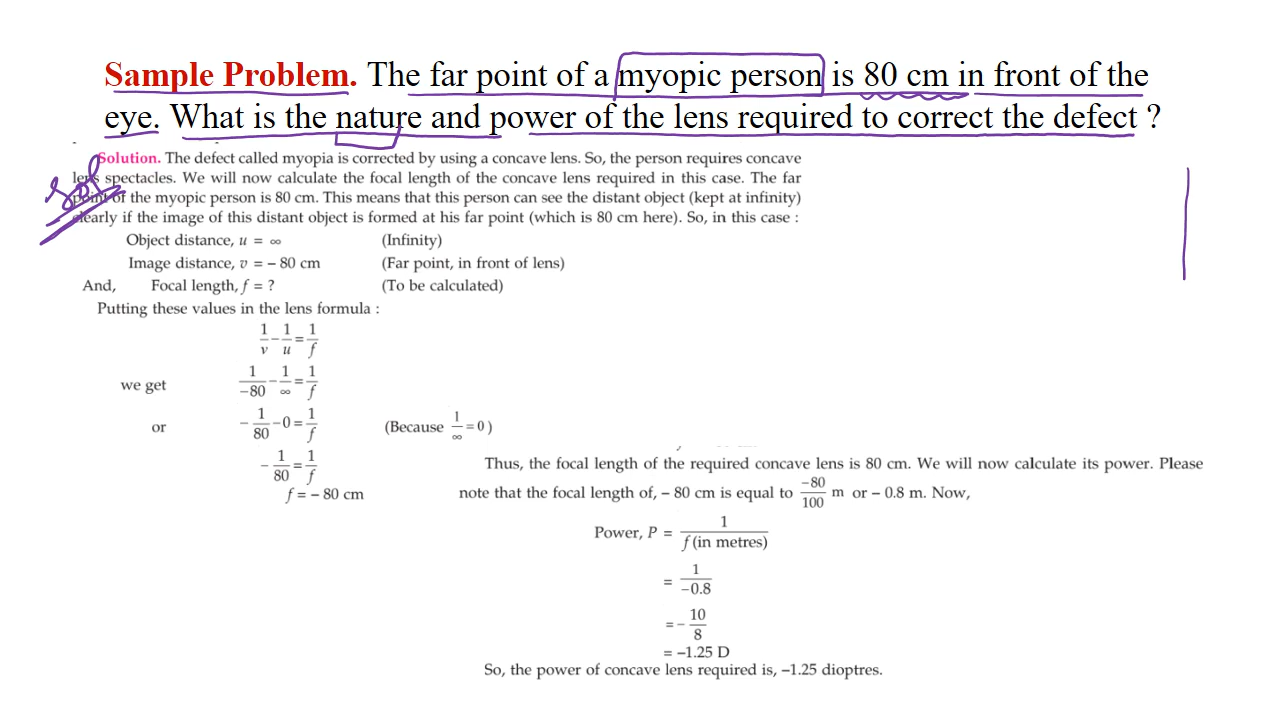 Sample Problem. The far point of a myopic person is 80 cm in front of the
eye. What is the nature and power of the lens required to correct the defect ?
Solution. The defect called myopia is corrected by using a concave lens. So, the person requires concave
lens spectacles. We will now calculate the focal length of the concave lens required in this case. The far
point of the myopic person is 80 cm. This means that this person can see the distant object (kept at infinity)
clearly if the image of this distant object is formed at his far point (which is 80 cm here). So, in this case :
Sol
Object distance, u = ∞ (Infinity)
Image distance, v = – 80 cm (Far point, in front of lens)
And, Focal length, f = ? (To be calculated)
Putting these values in the lens formula :
1/v – 1/u = 1/f
we get 1/–80 – 1/∞ = 1/f
or – 1/80 – 0 = 1/f (Because 1/∞ = 0 )
– 1/80 = 1/f
f = – 80 cm
Thus, the focal length of the required concave lens is 80 cm. We will now calculate its power. Please
note that the focal length of, – 80 cm is equal to –80/100 m or – 0.8 m. Now,
Power, P = 1/f (in metres)
= 1/–0.8
= – 10/8
= –1.25 D
So, the power of concave lens required is, –1.25 dioptres.